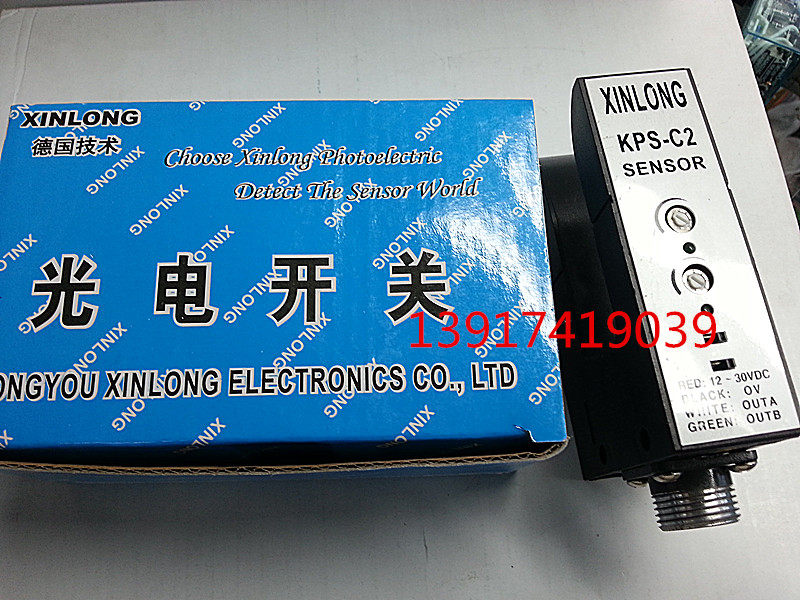 XINLONG
德国技术
Choose Xinlong Photoelectric
Detect The Sensor World
光电开关
ONGYOU XINLONG ELECTRONICS CO., LTD
XINLONG
KPS-C2
SENSOR
RED: 12~30VDC
BLACK: 0V
WHITE: OUTA
GREEN: OUTB
13917419039